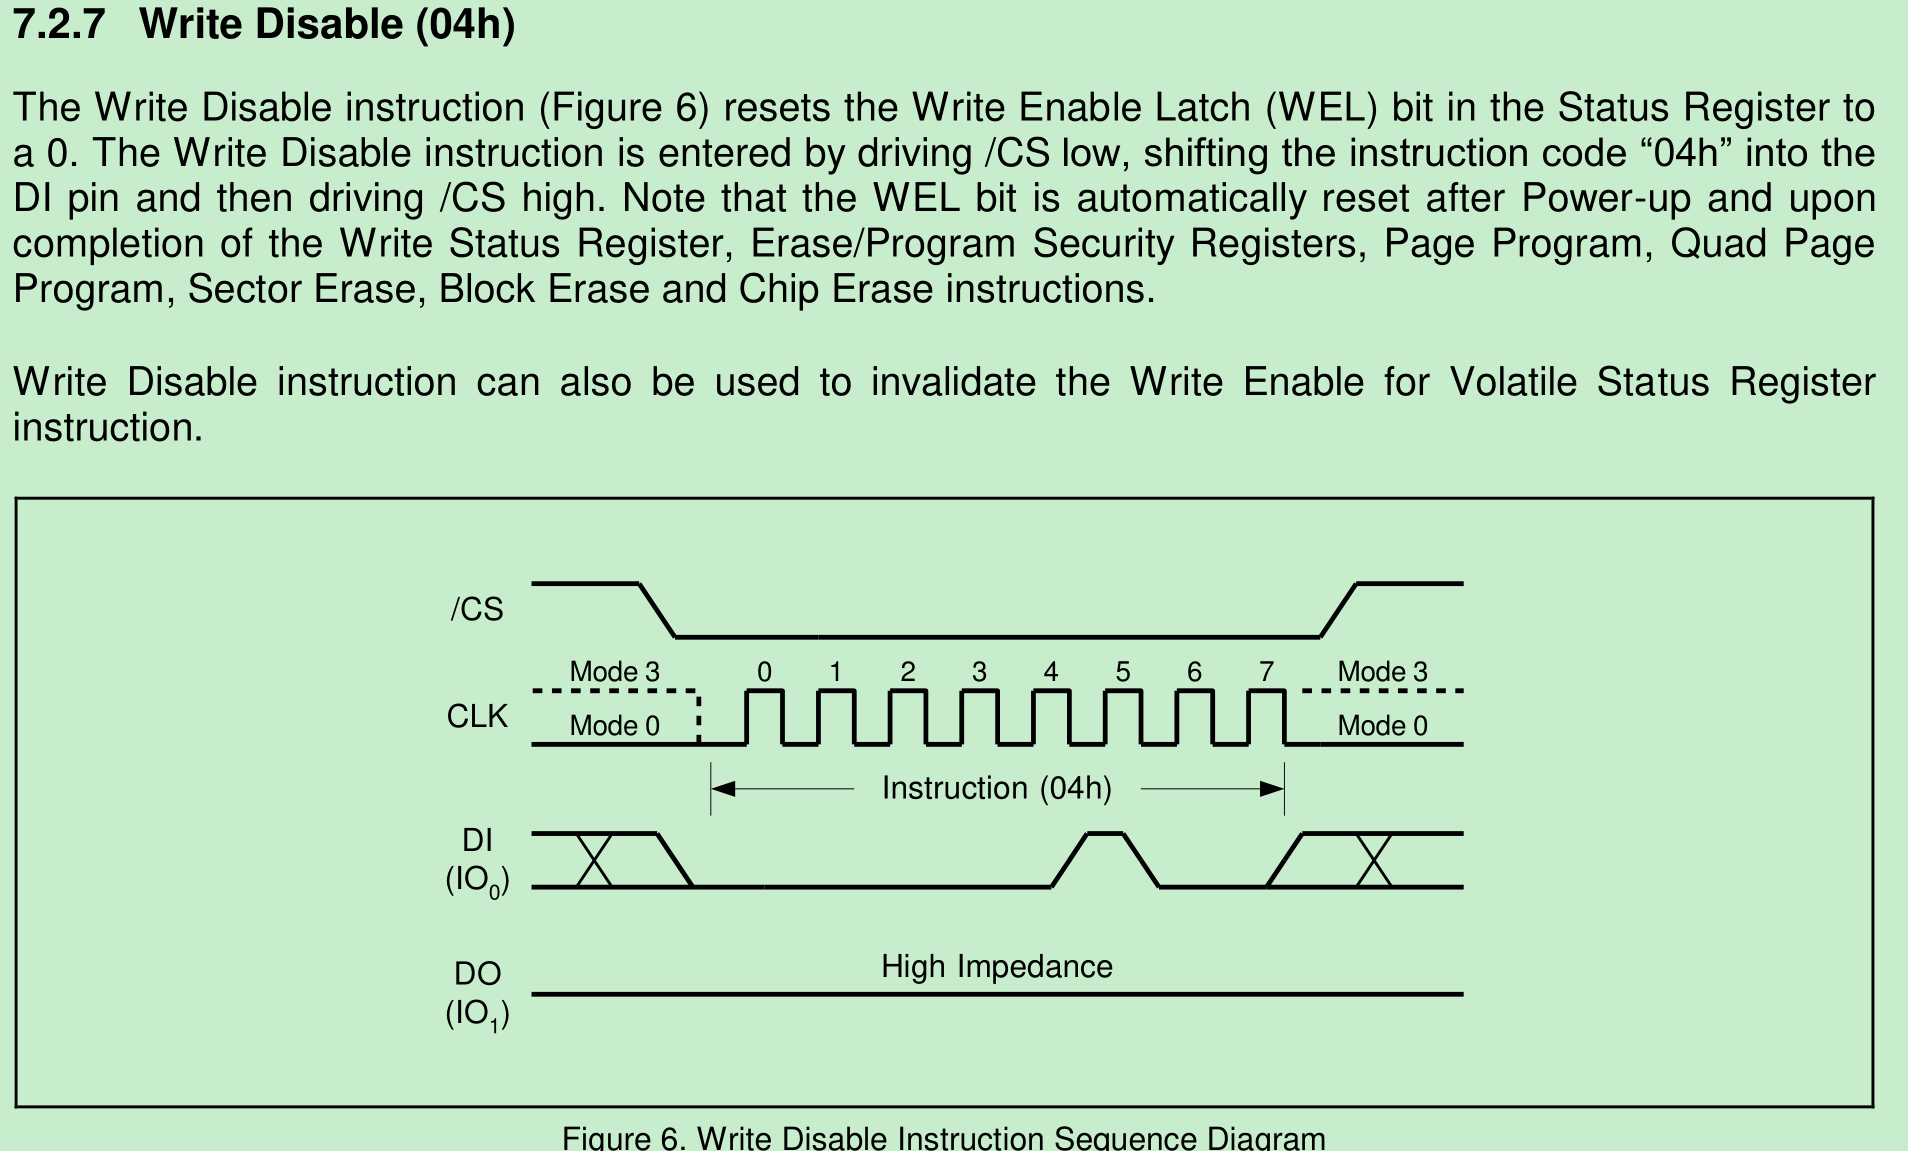 7.2.7 Write Disable (04h)
The Write Disable instruction (Figure 6) resets the Write Enable Latch (WEL) bit in the Status Register to
a 0. The Write Disable instruction is entered by driving /CS low, shifting the instruction code “04h” into the
DI pin and then driving /CS high. Note that the WEL bit is automatically reset after Power-up and upon
completion of the Write Status Register, Erase/Program Security Registers, Page Program, Quad Page
Program, Sector Erase, Block Erase and Chip Erase instructions.
Write Disable instruction can also be used to invalidate the Write Enable for Volatile Status Register
instruction.
/CS
Mode 3 0 1 2 3 4 5 6 7 Mode 3
CLK
Mode 0 Mode 0
Instruction (04h)
DI
(IO0)
High Impedance
DO
(IO1)
Figure 6. Write Disable Instruction Sequence Diagram